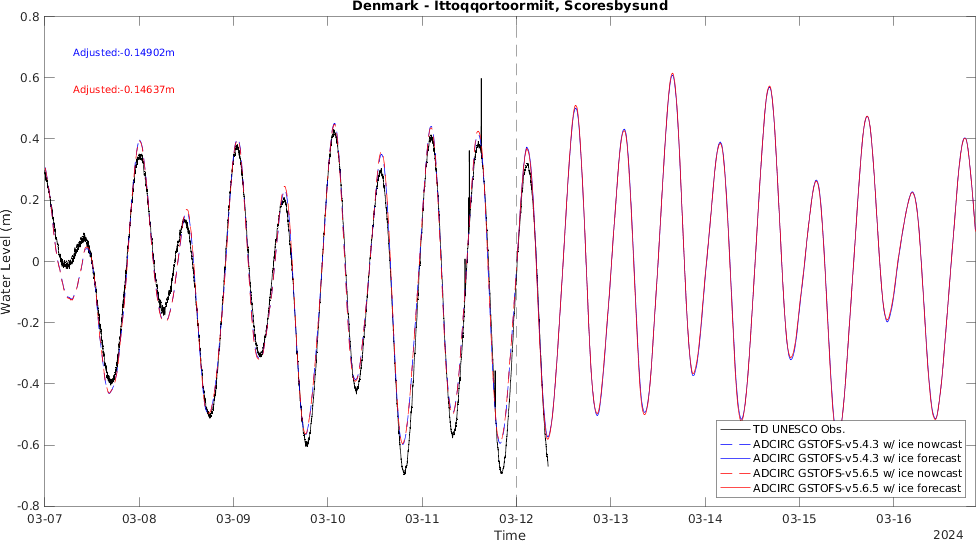 Denmark - Ittoqqortoormiit, Scoresbysund
0.8
0.6
0.4
0.2
0
-0.2
-0.4
-0.6
-0.8
Water Level (m)
Adjusted:-0.14902m
Adjusted:-0.14637m
TD UNESCO Obs.
ADCIRC GSTOFS-v5.4.3 w/ ice nowcast
ADCIRC GSTOFS-v5.4.3 w/ ice forecast
ADCIRC GSTOFS-v5.6.5 w/ ice nowcast
ADCIRC GSTOFS-v5.6.5 w/ ice forecast
03-07 03-08 03-09 03-10 03-11 03-12 03-13 03-14 03-15 03-16
Time
2024